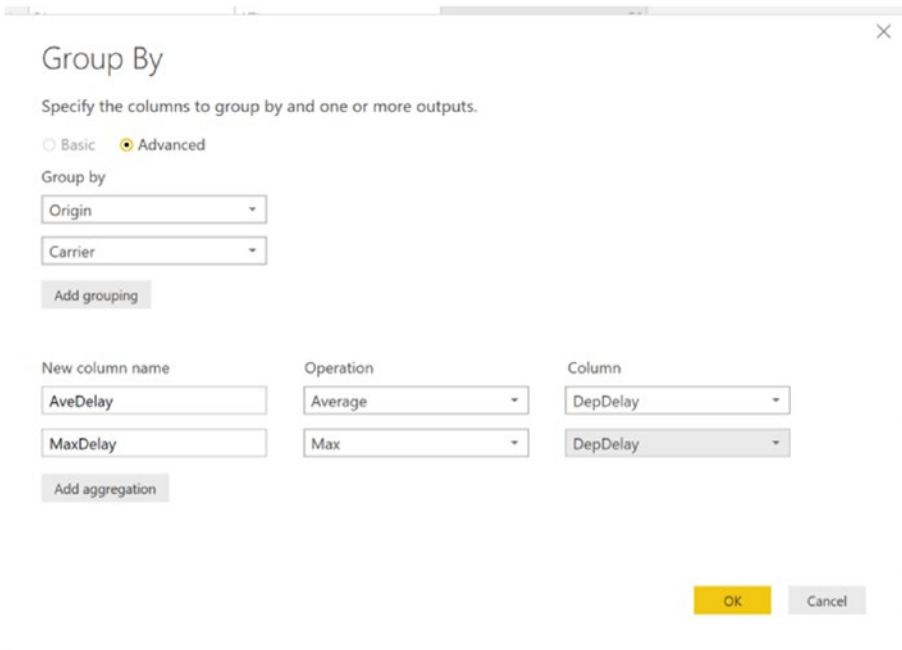 Group By
Specify the columns to group by and one or more outputs.
Basic Advanced
Group by
Origin
Carrier
Add grouping
New column name Operation Column
AveDelay Average DepDelay
MaxDelay Max DepDelay
Add aggregation
OK Cancel